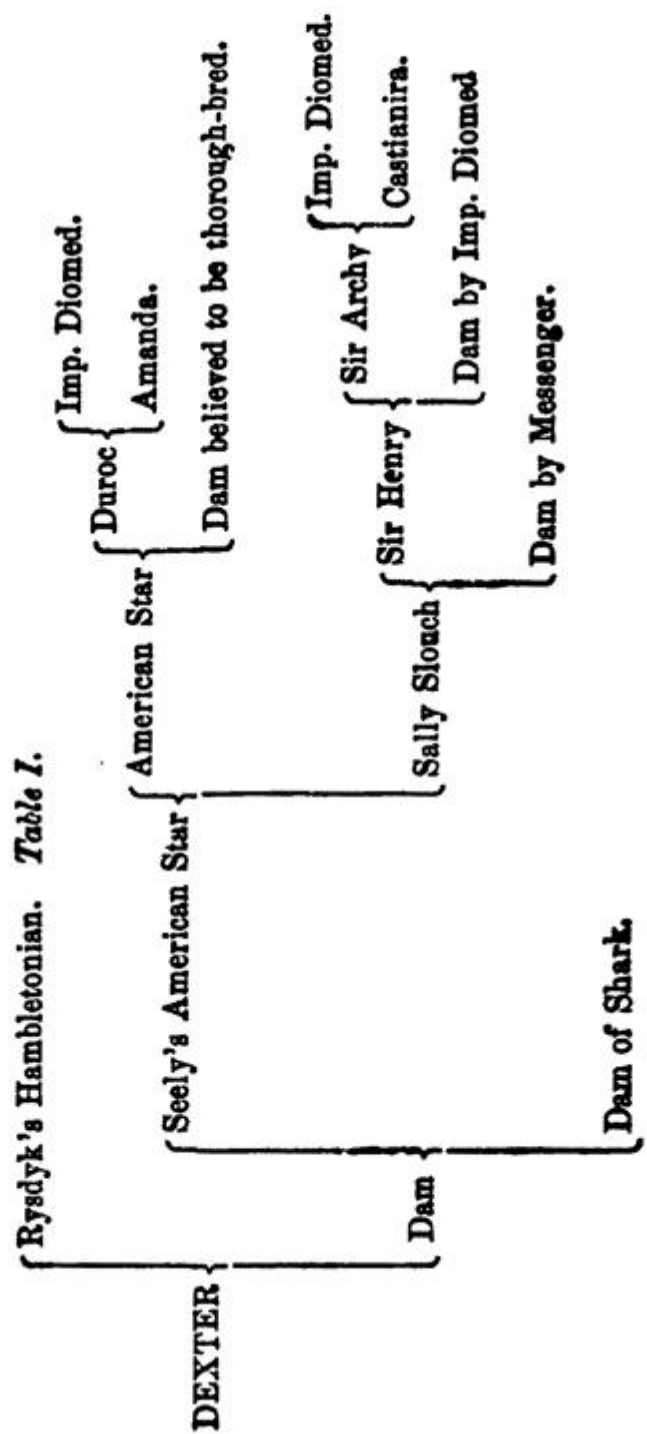 Rysdyk's Hambletonian. Table I.
Imp. Diomed.
Duroc
Amanda.
American Star
Dam believed to be thorough-bred.
Seely's American Star
DEXTER
Imp. Diomed.
Sir Archy
Castianira.
Sir Henry
Dam by Imp. Diomed
Sally Slouch
Dam by Messenger.
Dam
Dam of Shark.